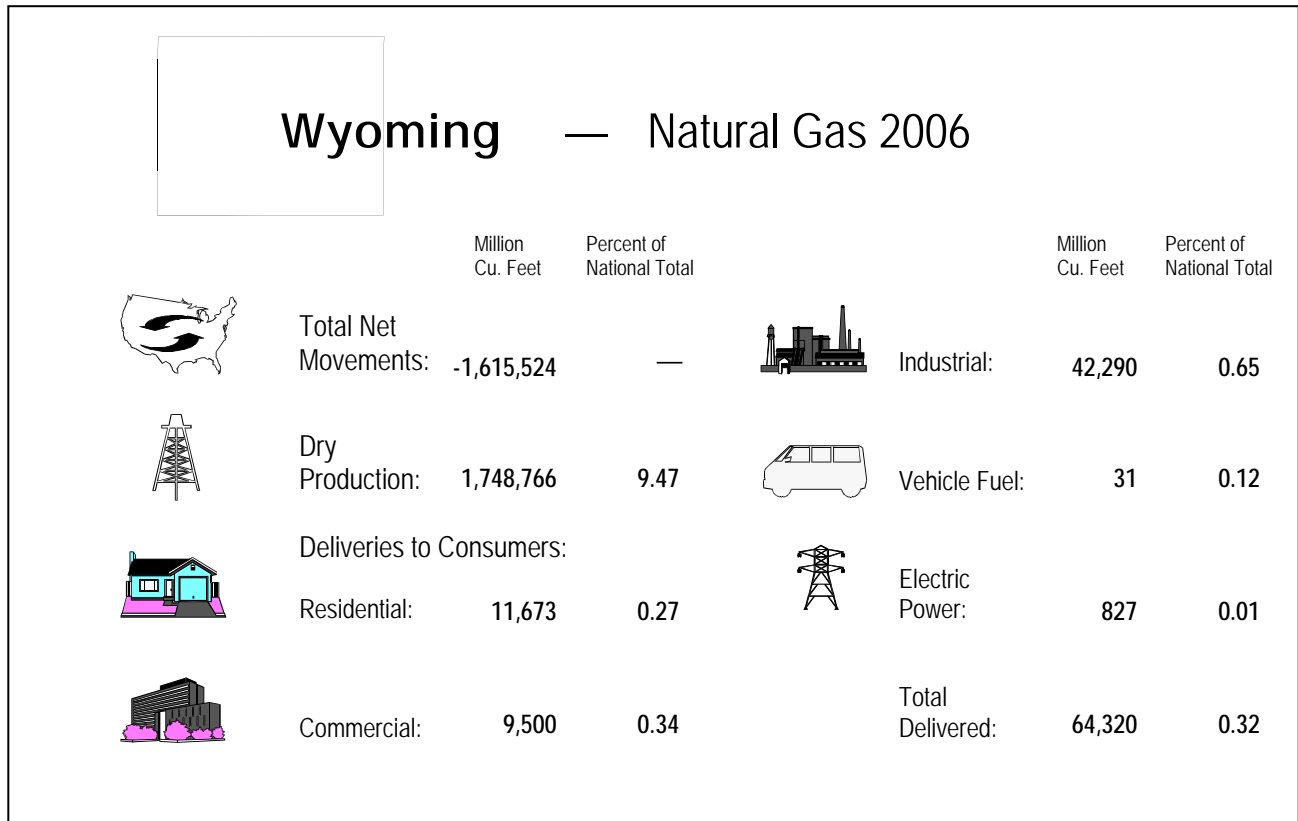 Wyoming — Natural Gas 2006
Million Cu. Feet
Percent of National Total
Million Cu. Feet
Percent of National Total
Total Net
Movements: -1,615,524 —
Dry
Production: 1,748,766 9.47
Deliveries to Consumers:
Residential: 11,673 0.27
Commercial: 9,500 0.34
Industrial: 42,290 0.65
Vehicle Fuel: 31 0.12
Electric
Power: 827 0.01
Total
Delivered: 64,320 0.32